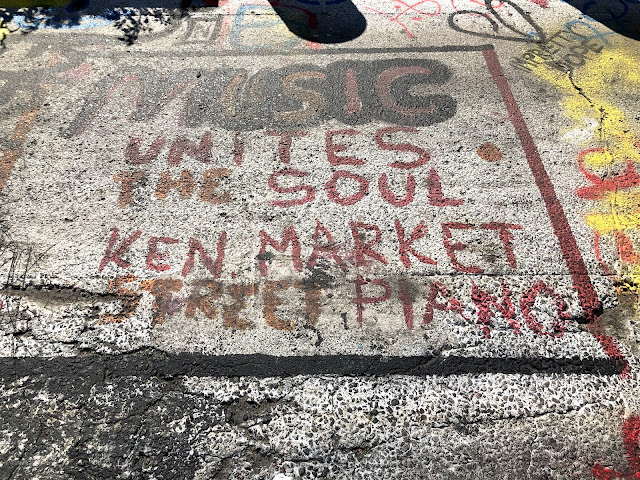 MUSIC
UNITES
THE SOUL
KEN. MARKET
STREET PIANO